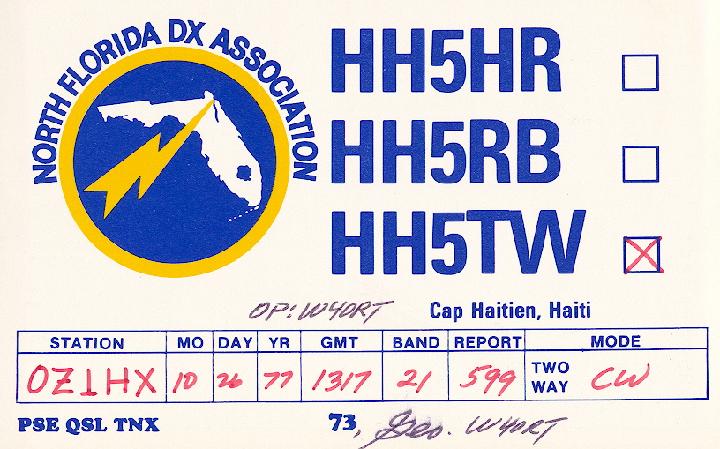 NORTH FLORIDA DX ASSOCIATION
HH5HR
HH5RB
HH5TW X
OP: W4ORT Cap Haitien, Haiti
STATION MO DAY YR GMT BAND REPORT MODE
OZ1HX 10 26 77 1317 21 599 TWO WAY CW
PSE QSL TNX 73, Geo. W4ORT